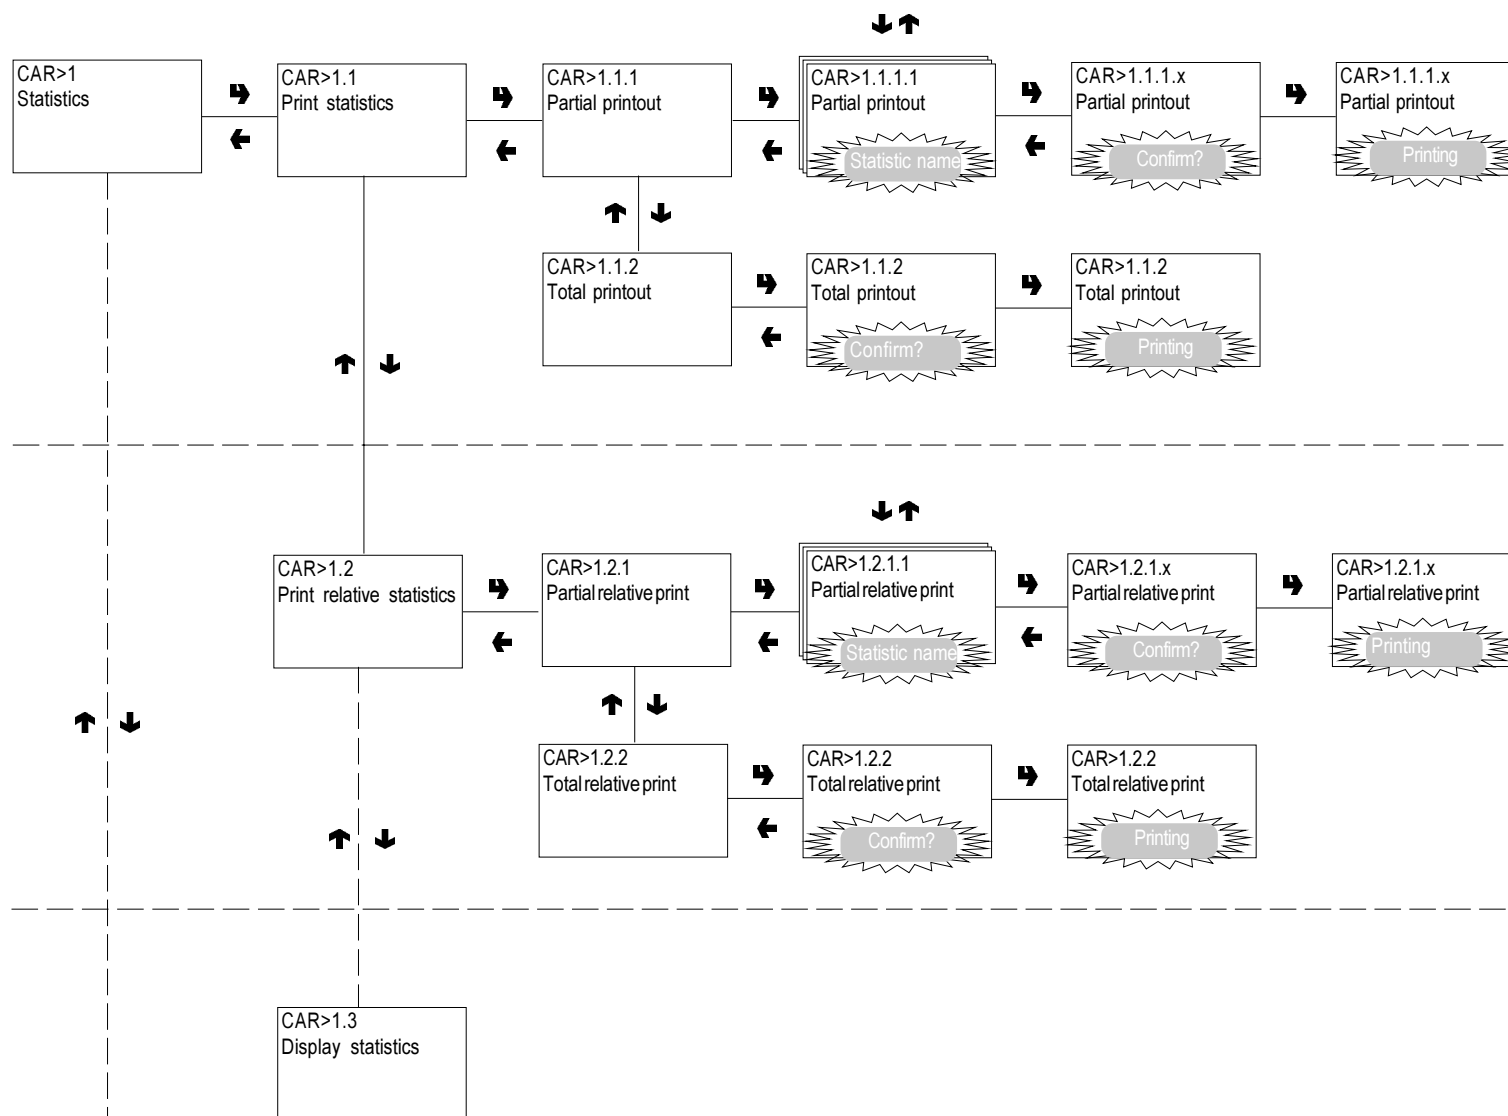 CAR>1
Statistics
CAR>1.1
Print statistics
CAR>1.1.1
Partial printout
CAR>1.1.1.1
Partial printout
Statistic name
CAR>1.1.1.x
Partial printout
Confirm?
CAR>1.1.1.x
Partial printout
Printing
CAR>1.1.2
Total printout
CAR>1.1.2
Total printout
Confirm?
CAR>1.1.2
Total printout
Printing
CAR>1.2
Print relative statistics
CAR>1.2.1
Partial relative print
CAR>1.2.1.1
Partial relative print
Statistic name
CAR>1.2.1.x
Partial relative print
Confirm?
CAR>1.2.1.x
Partial relative print
Printing
CAR>1.2.2
Total relative print
CAR>1.2.2
Total relative print
Confirm?
CAR>1.2.2
Total relative print
Printing
CAR>1.3
Display statistics